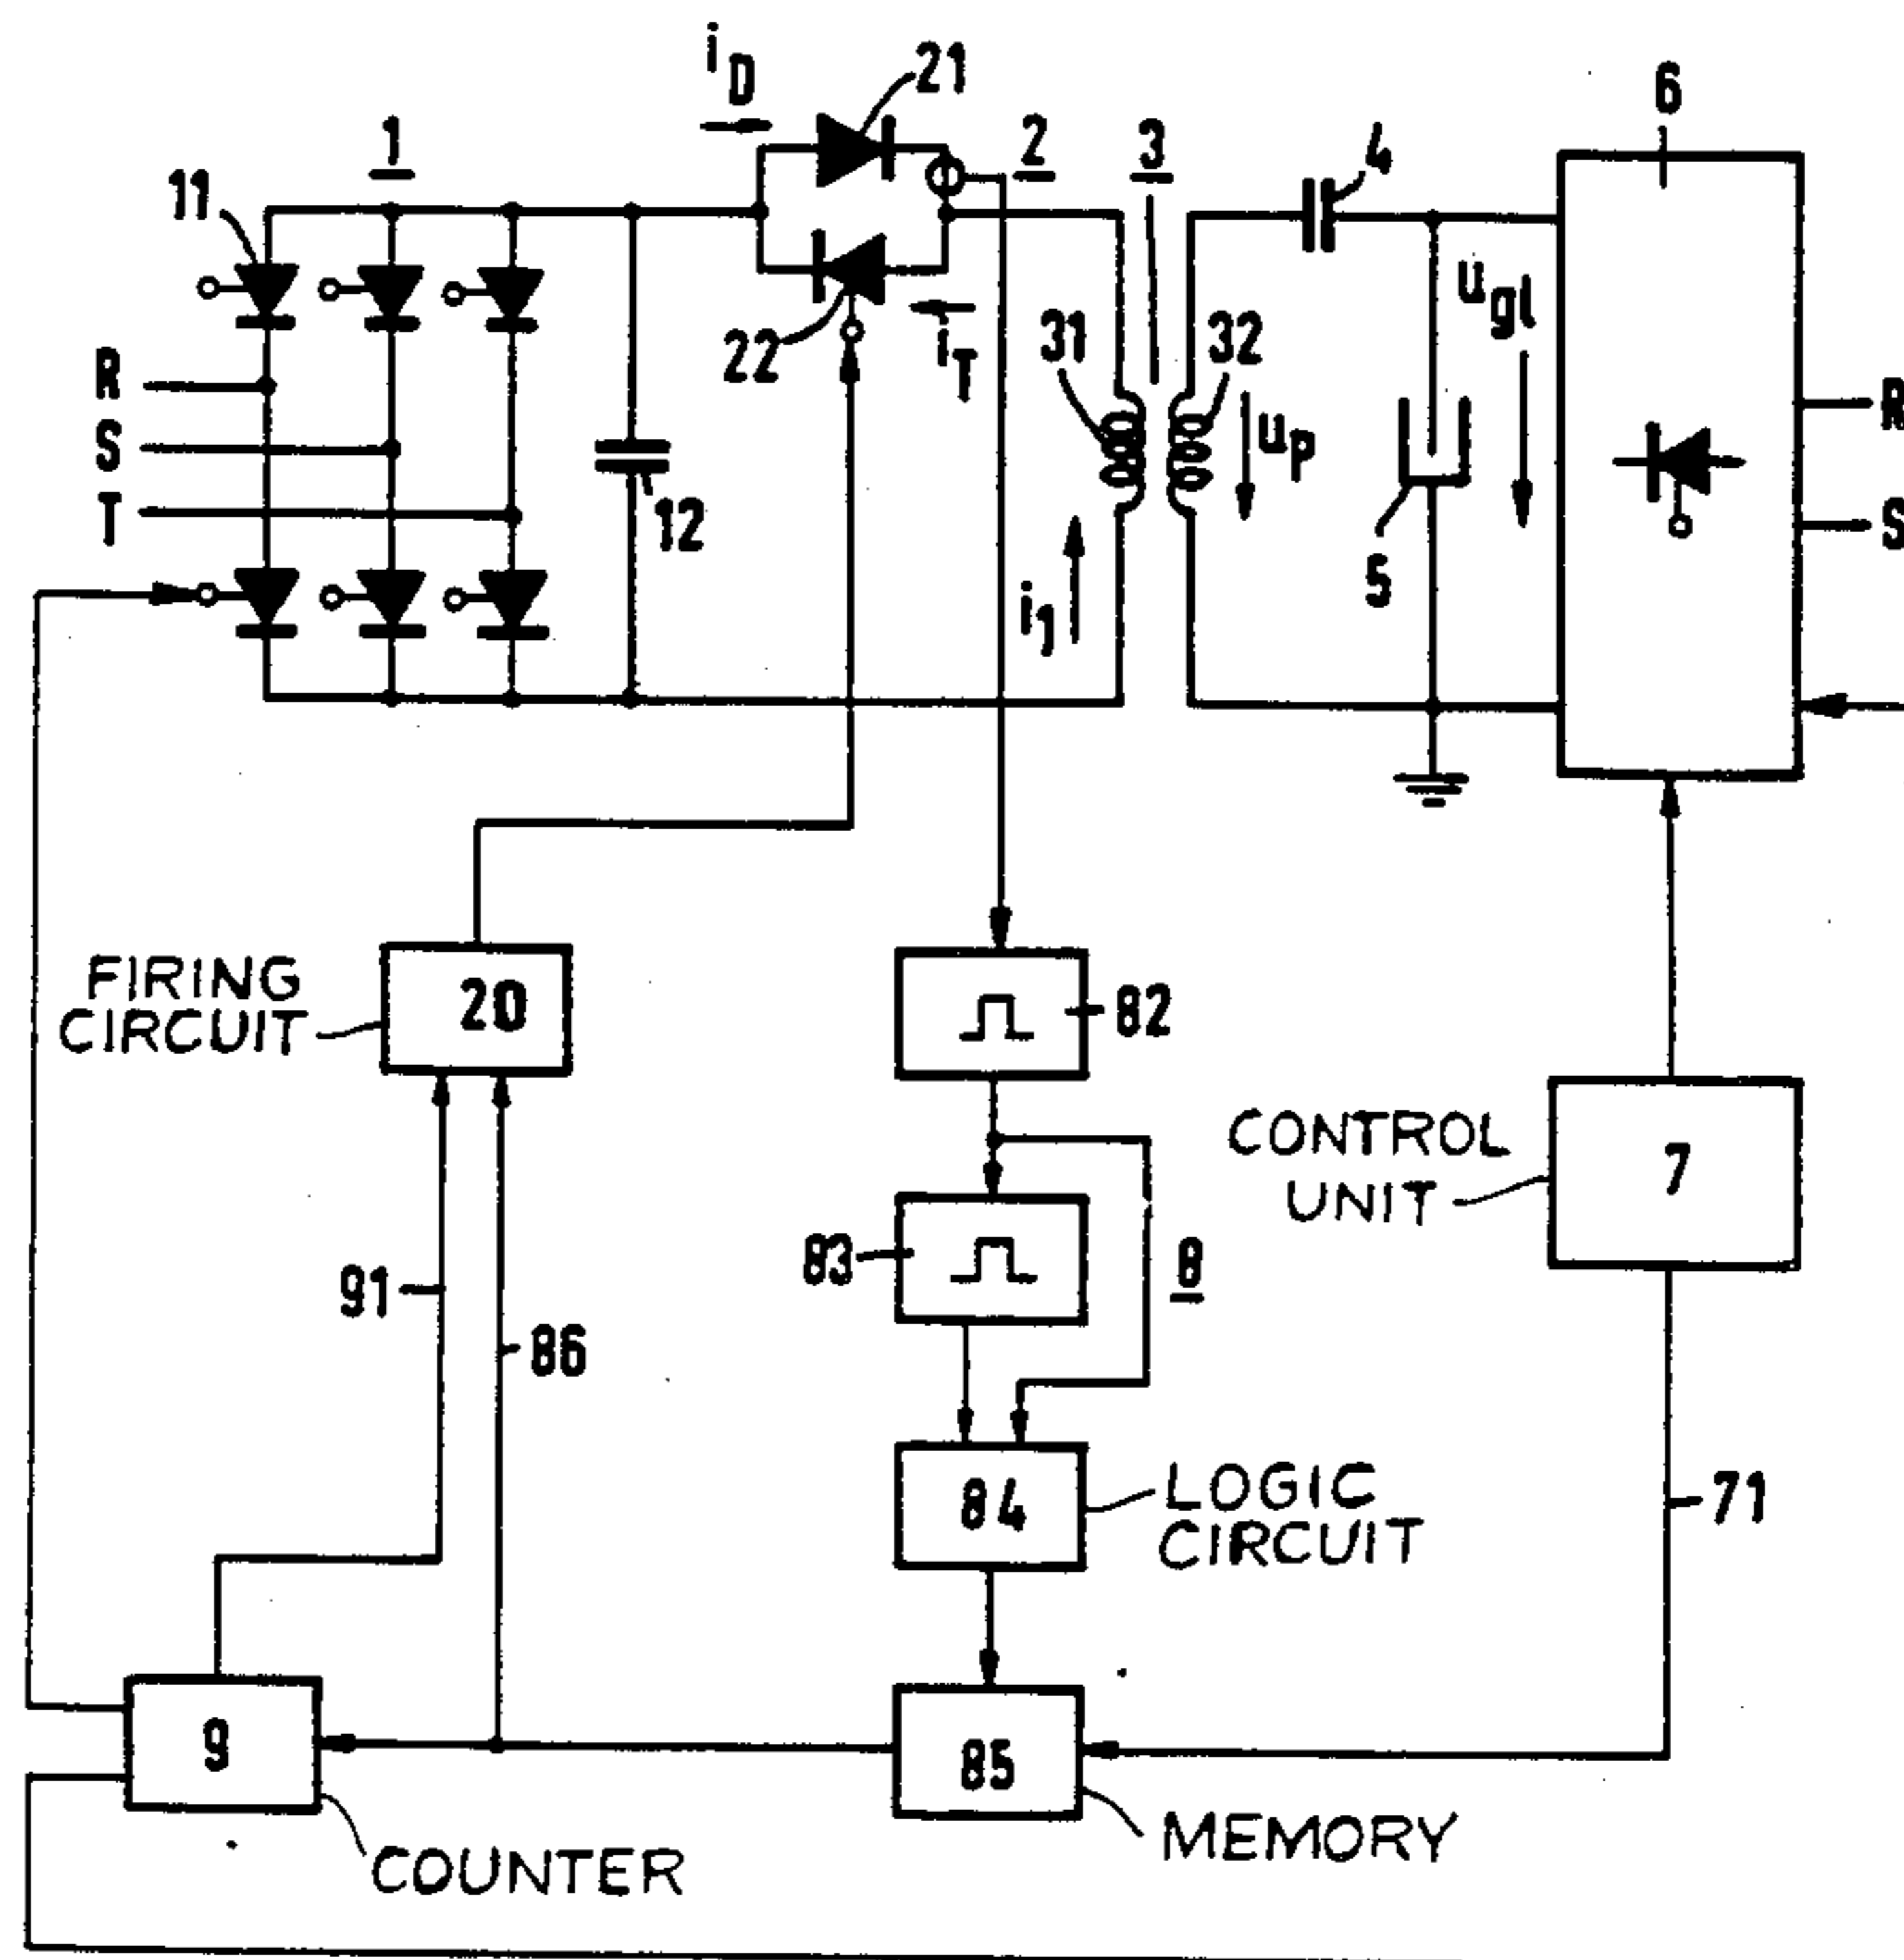 i_D
21
1
2
3
4
6
11
22
i_T
31
32
u_gl
u_p
R
S
T
12
i_1
5
R
S
FIRING
CIRCUIT
20
82
CONTROL
UNIT
7
83
8
91
86
84
LOGIC
CIRCUIT
71
9
85
MEMORY
COUNTER